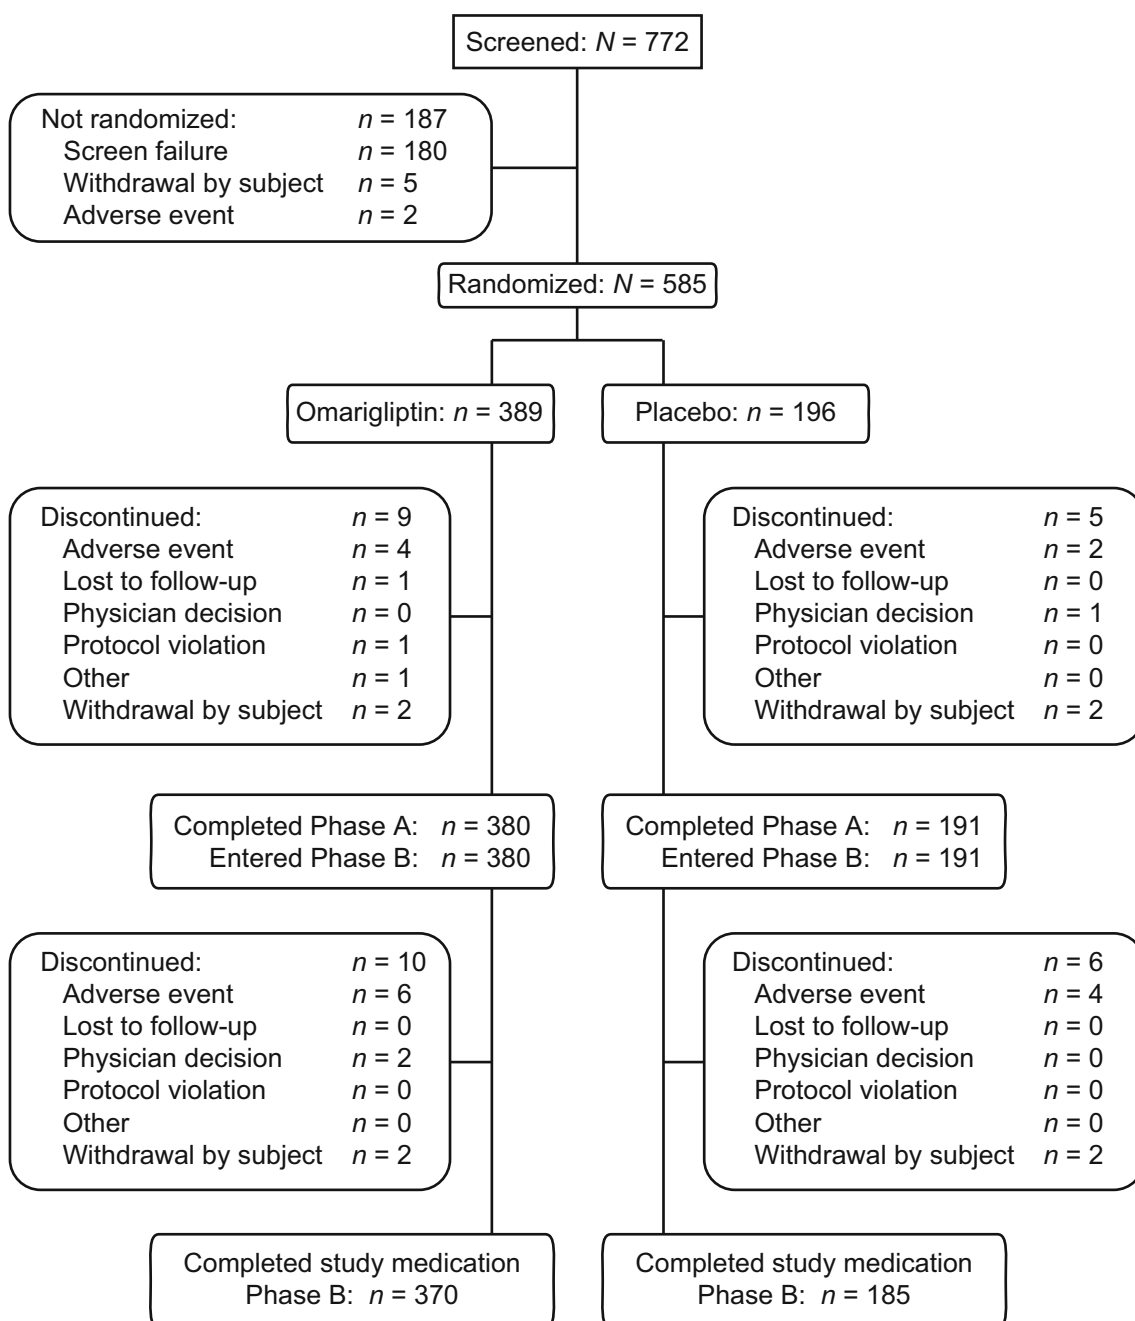 Screened: N = 772
Not randomized: n = 187
Screen failure n = 180
Withdrawal by subject n = 5
Adverse event n = 2
Randomized: N = 585
Omarigliptin: n = 389
Placebo: n = 196
Discontinued: n = 9
Adverse event n = 4
Lost to follow-up n = 1
Physician decision n = 0
Protocol violation n = 1
Other n = 1
Withdrawal by subject n = 2
Discontinued: n = 5
Adverse event n = 2
Lost to follow-up n = 0
Physician decision n = 1
Protocol violation n = 0
Other n = 0
Withdrawal by subject n = 2
Completed Phase A: n = 380
Entered Phase B: n = 380
Completed Phase A: n = 191
Entered Phase B: n = 191
Discontinued: n = 10
Adverse event n = 6
Lost to follow-up n = 0
Physician decision n = 2
Protocol violation n = 0
Other n = 0
Withdrawal by subject n = 2
Discontinued: n = 6
Adverse event n = 4
Lost to follow-up n = 0
Physician decision n = 0
Protocol violation n = 0
Other n = 0
Withdrawal by subject n = 2
Completed study medication
Phase B: n = 370
Completed study medication
Phase B: n = 185